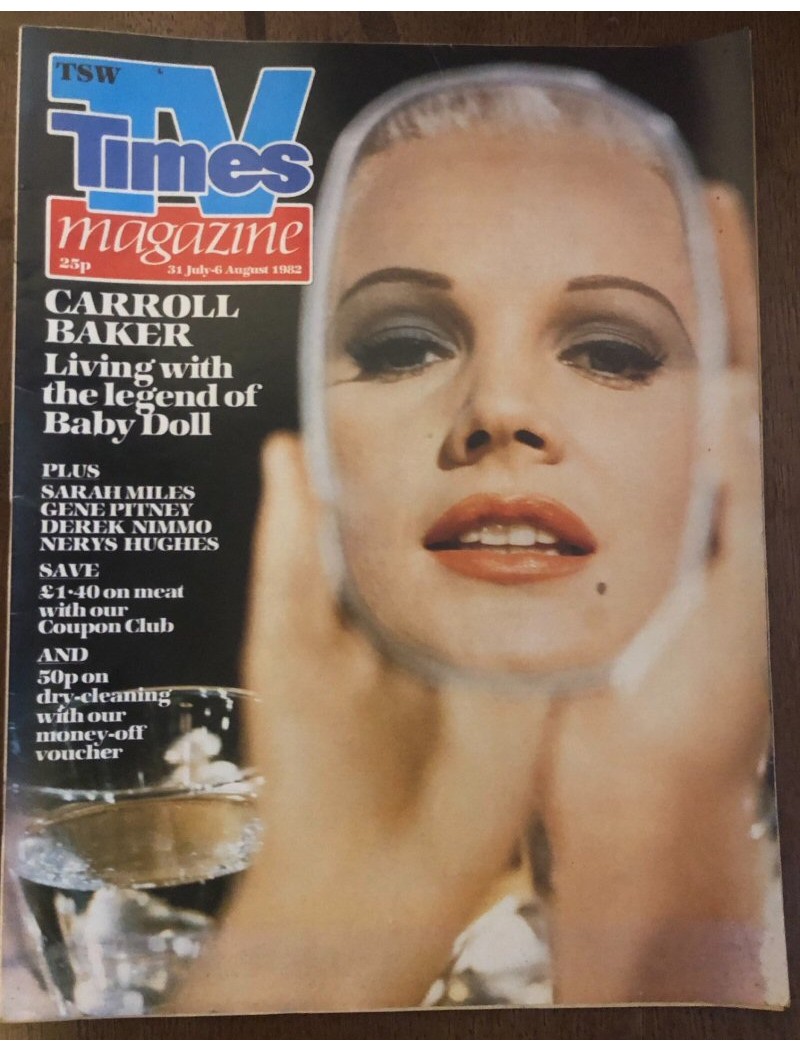 TSW
TV
Times
magazine
25p 31 July-6 August 1982
CARROLL
BAKER
Living with
the legend of
Baby Doll
PLUS
SARAH MILES
GENE PITNEY
DEREK NIMMO
NERYS HUGHES
SAVE
£1·40 on meat
with our
Coupon Club
AND
50p on
dry-cleaning
with our
money-off
voucher